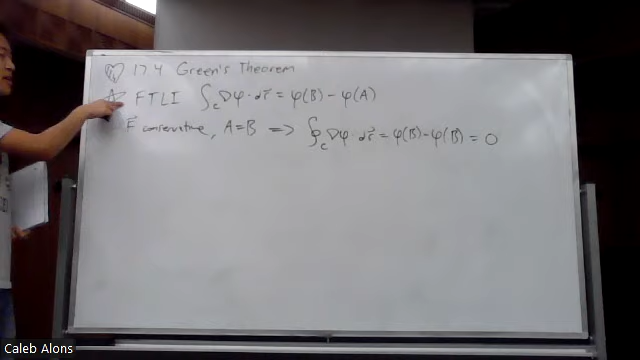 17.4 Green's Theorem
FTLI ∫_C ∇φ · dr⃗ = φ(B) - φ(A)
F⃗ conservative, A=B => ∮_C ∇φ · dr⃗ = φ(B) - φ(B) = 0
Caleb Alons